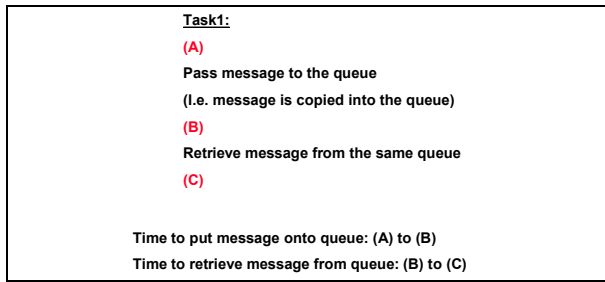 Task1:
(A)
Pass message to the queue
(I.e. message is copied into the queue)
(B)
Retrieve message from the same queue
(C)
Time to put message onto queue: (A) to (B)
Time to retrieve message from queue: (B) to (C)